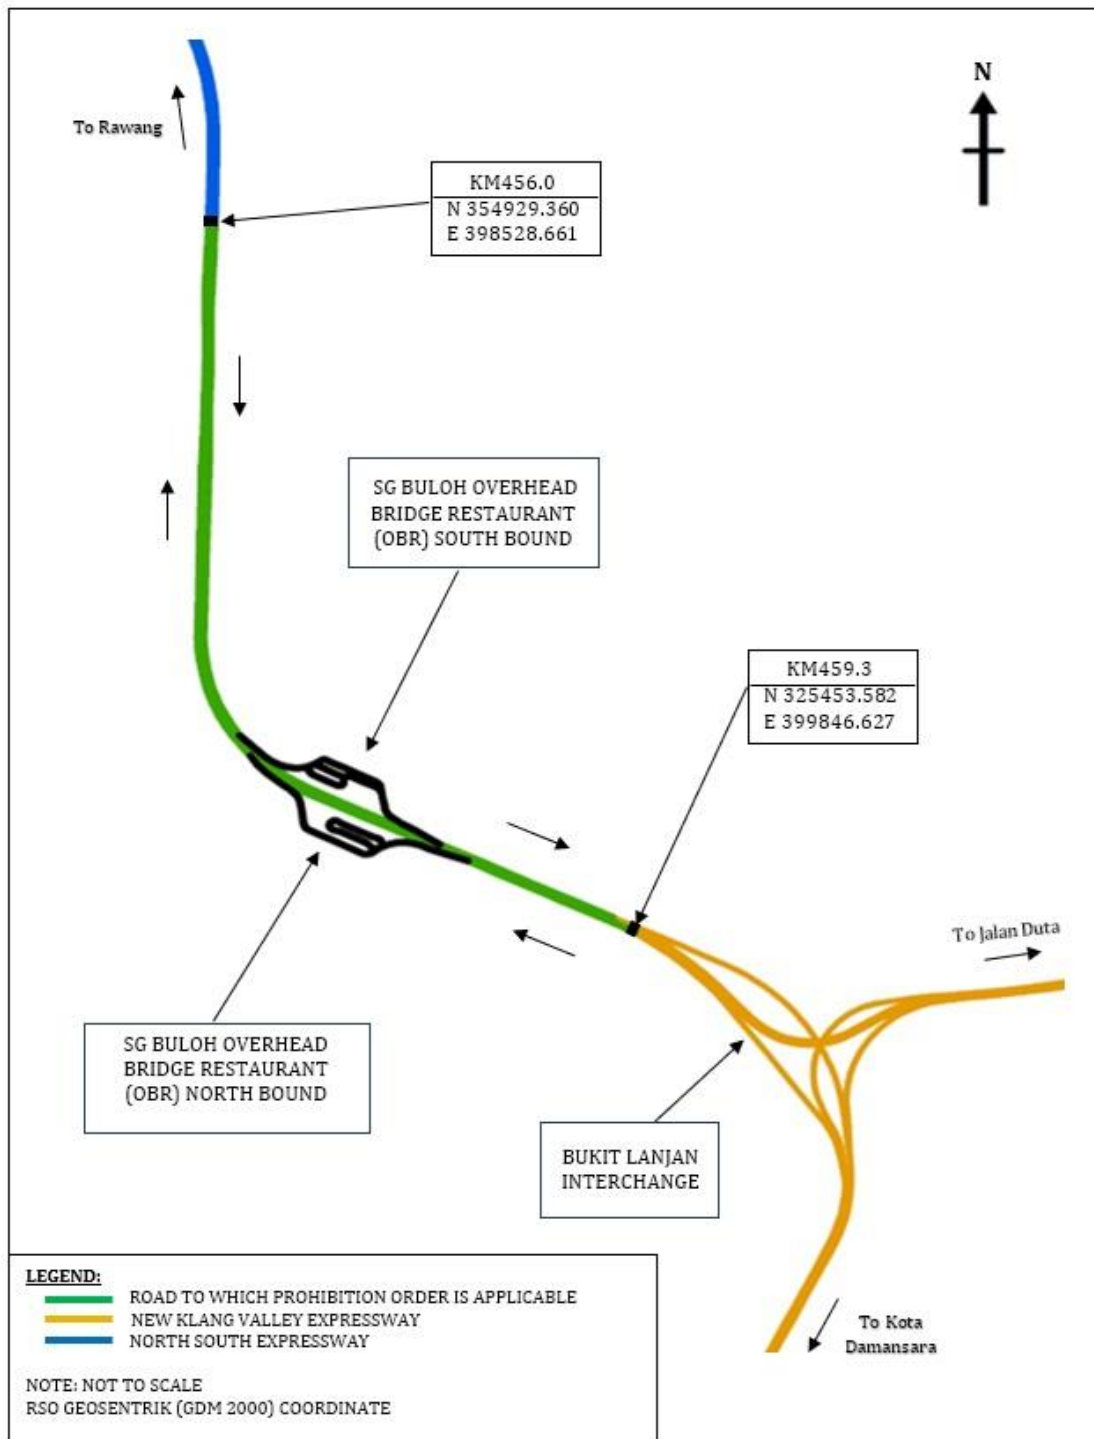 N
To Rawang
KM456.0
N 354929.360
E 398528.661
SG BULOH OVERHEAD
BRIDGE RESTAURANT
(OBR) SOUTH BOUND
KM459.3
N 325453.582
E 399846.627
To Jalan Duta
SG BULOH OVERHEAD
BRIDGE RESTAURANT
(OBR) NORTH BOUND
BUKIT LANJAN
INTERCHANGE
To Kota
Damansara
LEGEND:
ROAD TO WHICH PROHIBITION ORDER IS APPLICABLE
NEW KLANG VALLEY EXPRESSWAY
NORTH SOUTH EXPRESSWAY
NOTE: NOT TO SCALE
RSO GEOSENTRIK (GDM 2000) COORDINATE